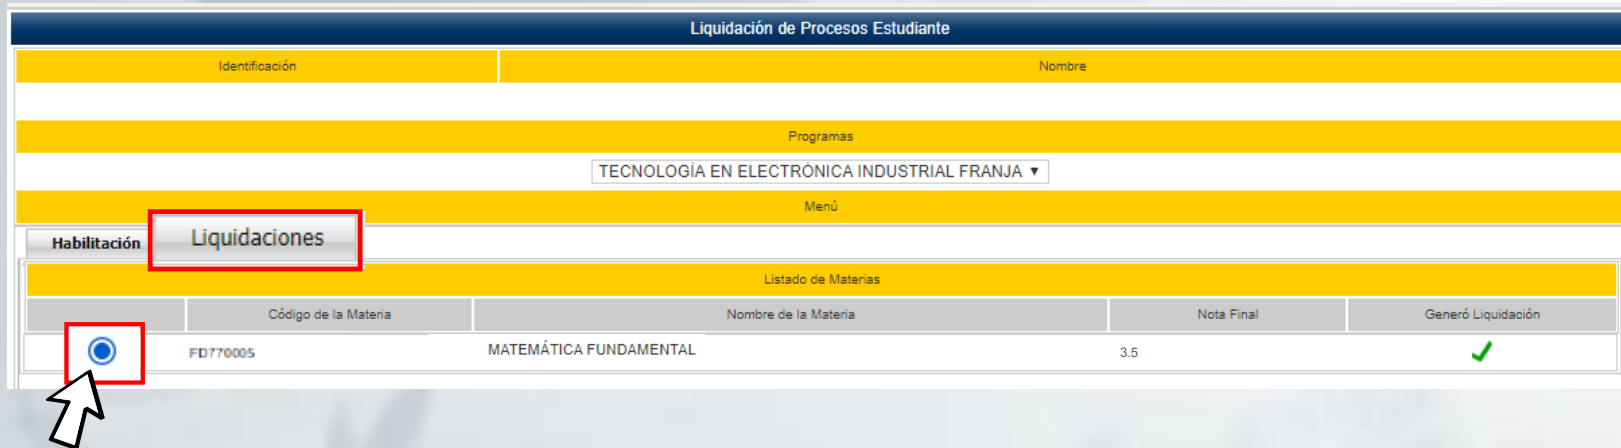 Liquidación de Procesos Estudiante
Identificación Nombre
Programas
TECNOLOGÍA EN ELECTRÓNICA INDUSTRIAL FRANJA ▼
Menú
Habilitación Liquidaciones
Listado de Materias
Código de la Materia Nombre de la Materia Nota Final Generó Liquidación
FD770005 MATEMÁTICA FUNDAMENTAL 3.5